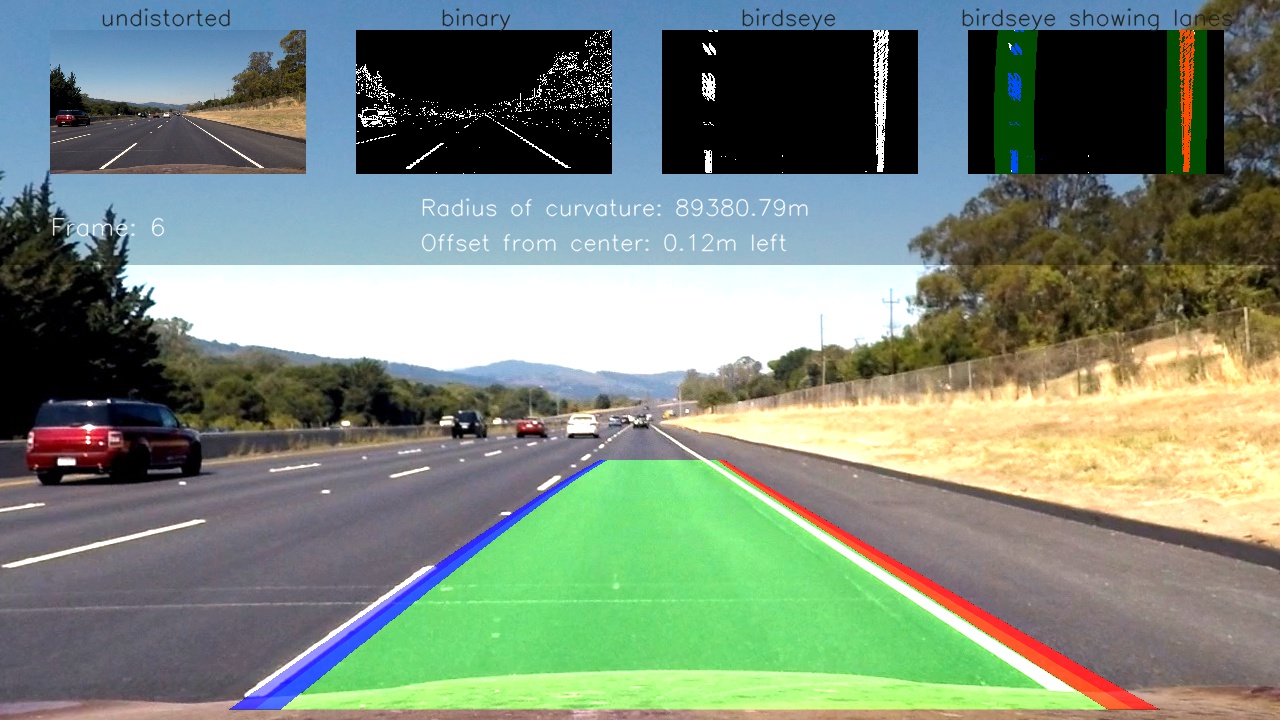 undistorted
binary
birdseye
birdseye showing lanes
Frame: 6
Radius of curvature: 89380.79m
Offset from center: 0.12m left